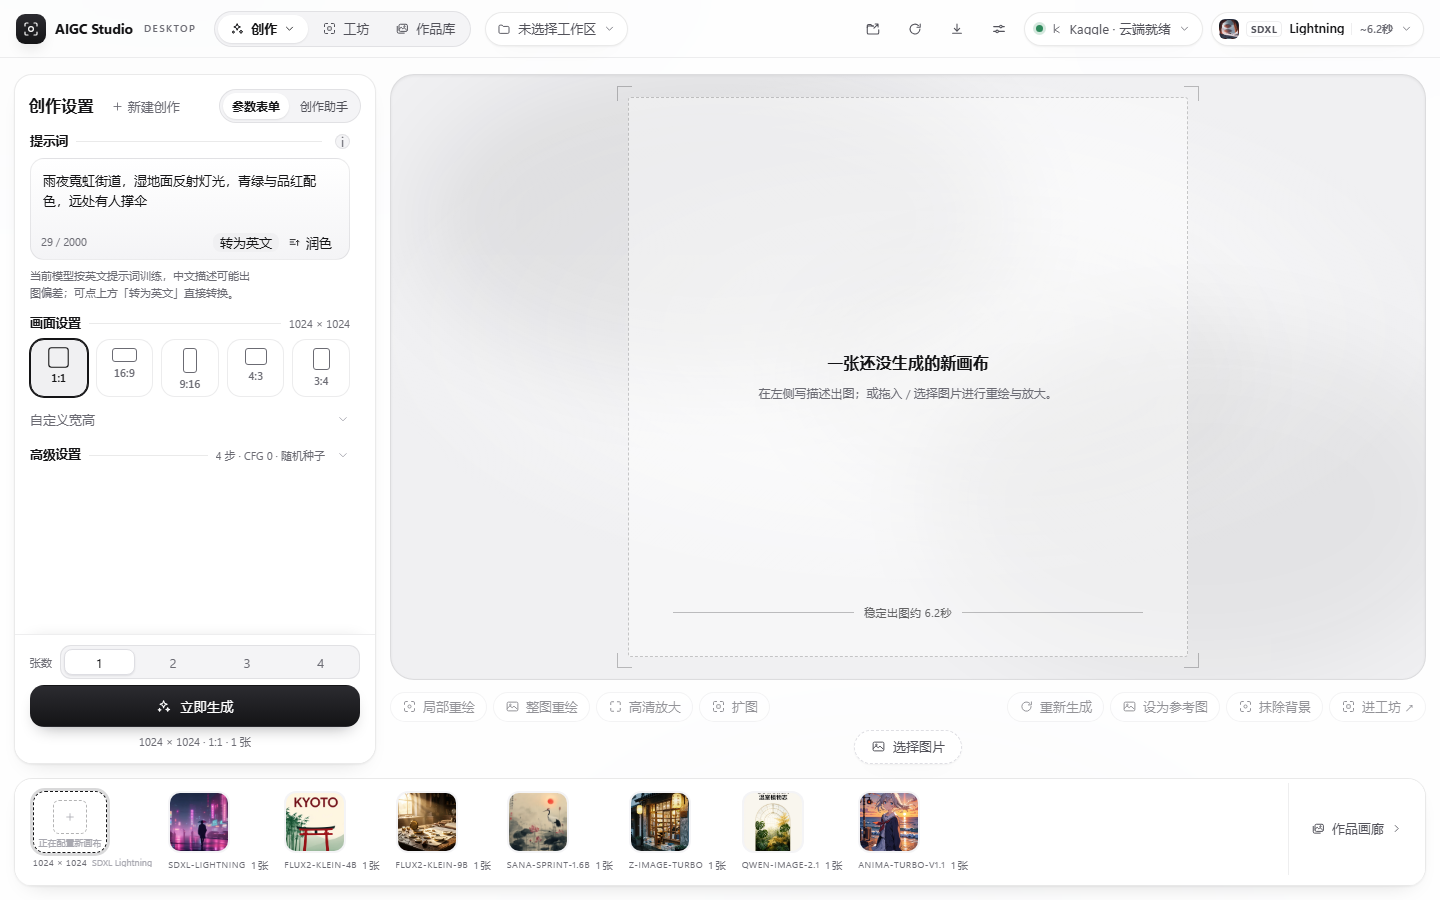 AIGC Studio DESKTOP
创作
工坊
作品库
未选择工作区
Kaggle · 云端就绪
SDXL Lightning ~6.2秒
创作设置
+ 新建创作
参数表单
创作助手
提示词
雨夜霓虹街道，湿地面反射灯光，青绿与品红配
色，远处有人撑伞
29 / 2000
转为英文
润色
当前模型按英文提示词训练，中文描述可能出
图偏差；可点上方「转为英文」直接转换。
画面设置
1024 × 1024
1:1
16:9
9:16
4:3
3:4
自定义宽高
高级设置
4 步 · CFG 0 · 随机种子
张数
1
2
3
4
立即生成
1024 × 1024 · 1:1 · 1 张
一张还没生成的新画布
在左侧写描述出图；或拖入 / 选择图片进行重绘与放大。
稳定出图约 6.2秒
局部重绘
整图重绘
高清放大
扩图
重新生成
设为参考图
抹除背景
进工坊 ↗
选择图片
正在配置新画布
1024 × 1024 SDXL Lightning
SDXL-LIGHTNING 1张
KYOTO
FLUX2-KLEIN-4B 1张
FLUX2-KLEIN-9B 1张
SANA-SPRINT-1.6B 1张
Z-IMAGE-TURBO 1张
温室植物志
QWEN-IMAGE-2.1 1张
ANIMA-TURBO-V1.1 1张
作品画廊